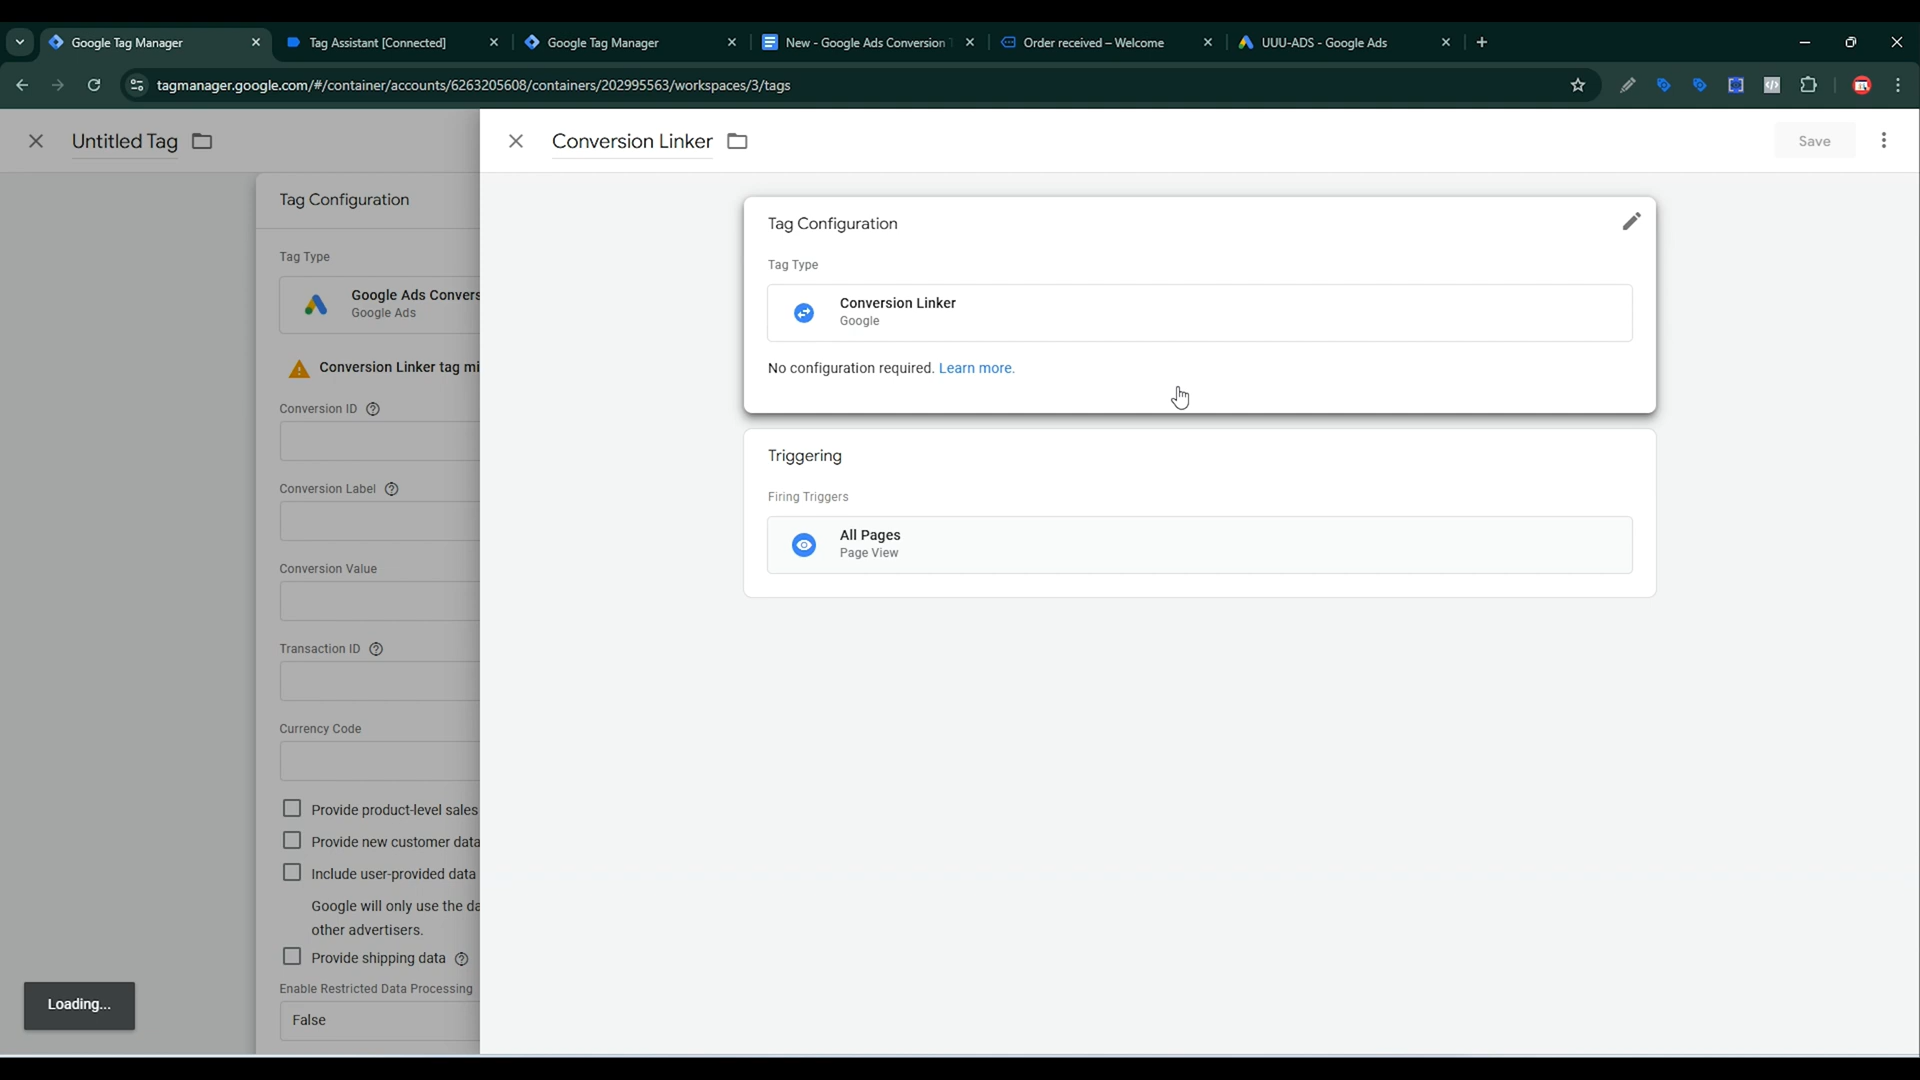 Google Tag Manager
Tag Assistant [Connected]
Google Tag Manager
New - Google Ads Conversion
Order received – Welcome
UUU-ADS - Google Ads
tagmanager.google.com/#/container/accounts/6263205608/containers/202995563/workspaces/3/tags
Untitled Tag
Tag Configuration
Tag Type
Google Ads Convers
Google Ads
Conversion Linker tag mi
Conversion ID
Conversion Label
Conversion Value
Transaction ID
Currency Code
Provide product-level sales
Provide new customer data
Include user-provided data
Google will only use the da
other advertisers.
Provide shipping data
Enable Restricted Data Processing
False
Loading...
Conversion Linker
Save
Tag Configuration
Tag Type
Conversion Linker
Google
No configuration required. Learn more.
Triggering
Firing Triggers
All Pages
Page View